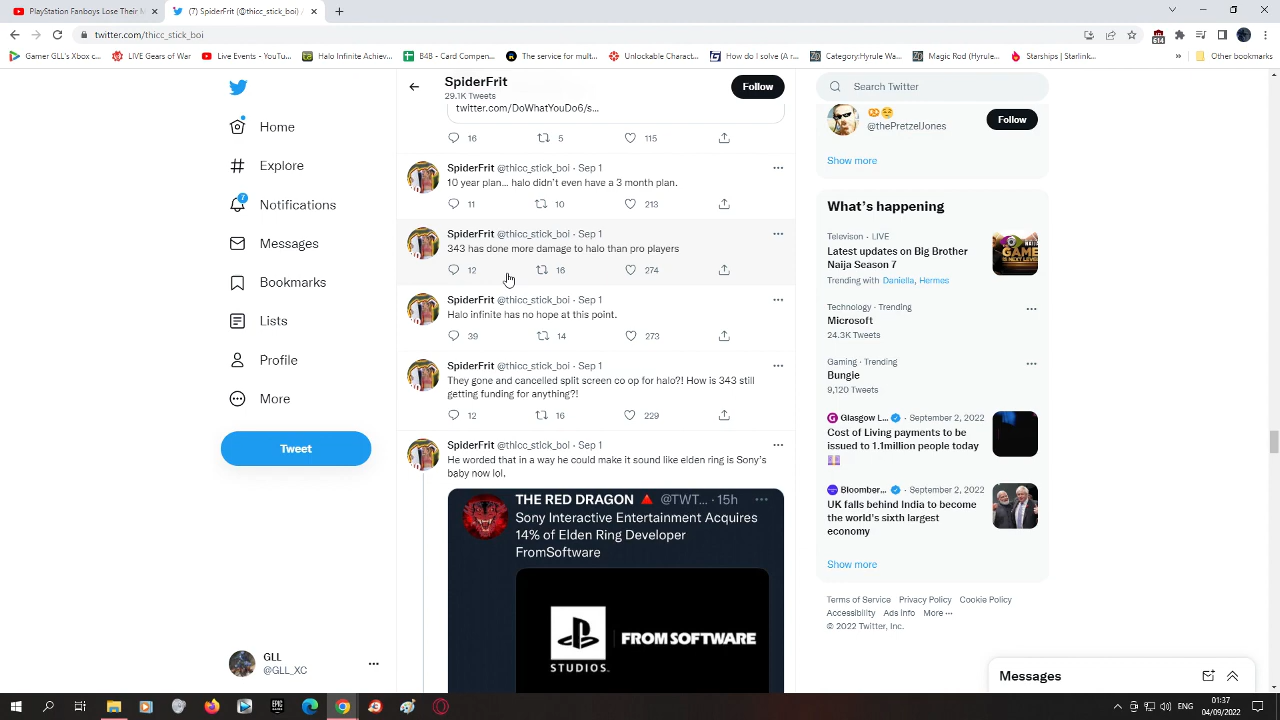 PlayStation Fanboys Lose Their M
(7) SpiderFrit (@thicc_stick_boi)
twitter.com/thicc_stick_boi
614
Gamer GLL's Xbox c...
LIVE Gears of War
Live Events - YouTu...
Halo Infinite Achiev...
B4B - Card Compen...
The service for mult...
Unlockable Charact...
How do I solve (A r...
Category:Hyrule Wa...
Magic Rod (Hyrule...
Starships | Starlink...
»
Other bookmarks
SpiderFrit
29.1K Tweets
Follow
Home
Explore
7
Notifications
Messages
Bookmarks
Lists
Profile
More
Tweet
GLL
@GLL_XC
twitter.com/DoWhatYouDo6/s...
16 5 115
SpiderFrit @thicc_stick_boi · Sep 1
10 year plan... halo didn't even have a 3 month plan.
11 10 213
SpiderFrit @thicc_stick_boi · Sep 1
343 has done more damage to halo than pro players
12 16 274
SpiderFrit @thicc_stick_boi · Sep 1
Halo infinite has no hope at this point.
39 14 273
SpiderFrit @thicc_stick_boi · Sep 1
They gone and cancelled split screen co op for halo?! How is 343 still
getting funding for anything?!
12 16 229
SpiderFrit @thicc_stick_boi · Sep 1
He worded that in a way he could make it sound like elden ring is Sony's
baby now lol.
THE RED DRAGON @TWT... · 15h
Sony Interactive Entertainment Acquires
14% of Elden Ring Developer
FromSoftware
STUDIOS
FROMSOFTWARE
Search Twitter
@thePretzelJones
Follow
Show more
What's happening
Televison · LIVE
Latest updates on Big Brother
Naija Season 7
Trending with Daniella, Hermes
Technology · Trending
Microsoft
24.3K Tweets
Gaming · Trending
Bungie
9,120 Tweets
Glasgow L... · September 2, 2022
Cost of Living payments to be
issued to 1.1million people today
Bloomber... · September 2, 2022
UK falls behind India to become
the world's sixth largest
economy
Show more
Terms of Service Privacy Policy Cookie Policy
Accessibility Ads info More ···
© 2022 Twitter, Inc.
Messages
ENG
01:37
04/09/2022